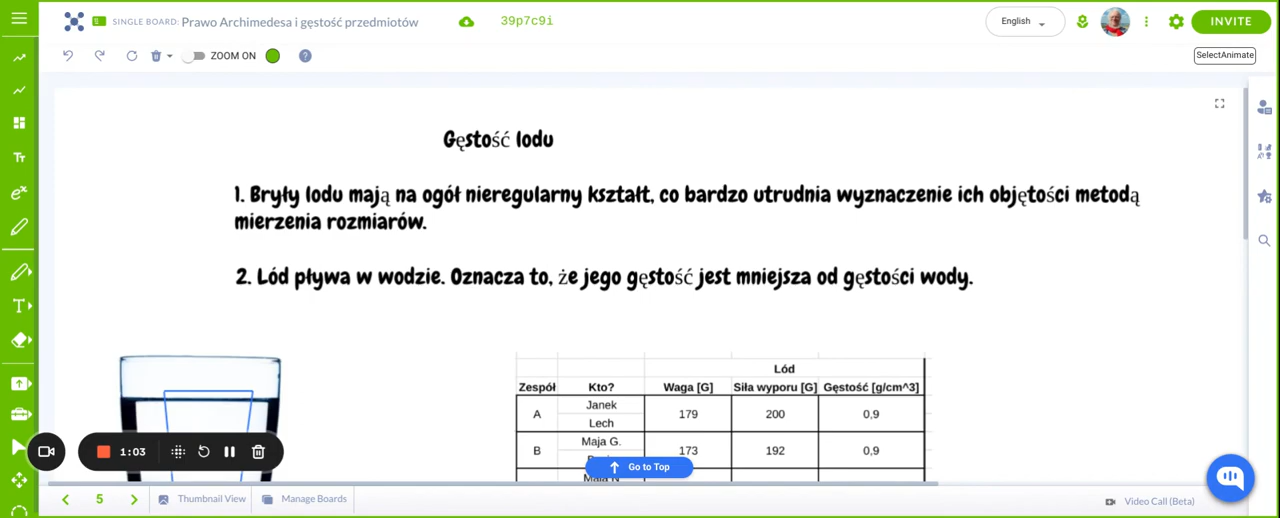 SINGLE BOARD: Prawo Archimedesa i gęstość przedmiotów
39p7c9i
English
INVITE
ZOOM ON
SelectAnimate
Gęstość lodu
1. Bryły lodu mają na ogół nieregularny kształt, co bardzo utrudnia wyznaczenie ich objętości metodą
mierzenia rozmiarów.
2. Lód pływa w wodzie. Oznacza to, że jego gęstość jest mniejsza od gęstości wody.
Lód
Zespół Kto? Waga [G] Siła wyporu [G] Gęstość [g/cm^3]
A Janek 179 200 0,9
Lech
B Maja G. 173 192 0,9
Go to Top
1:03
5
Thumbnail View
Manage Boards
Video Call (Beta)